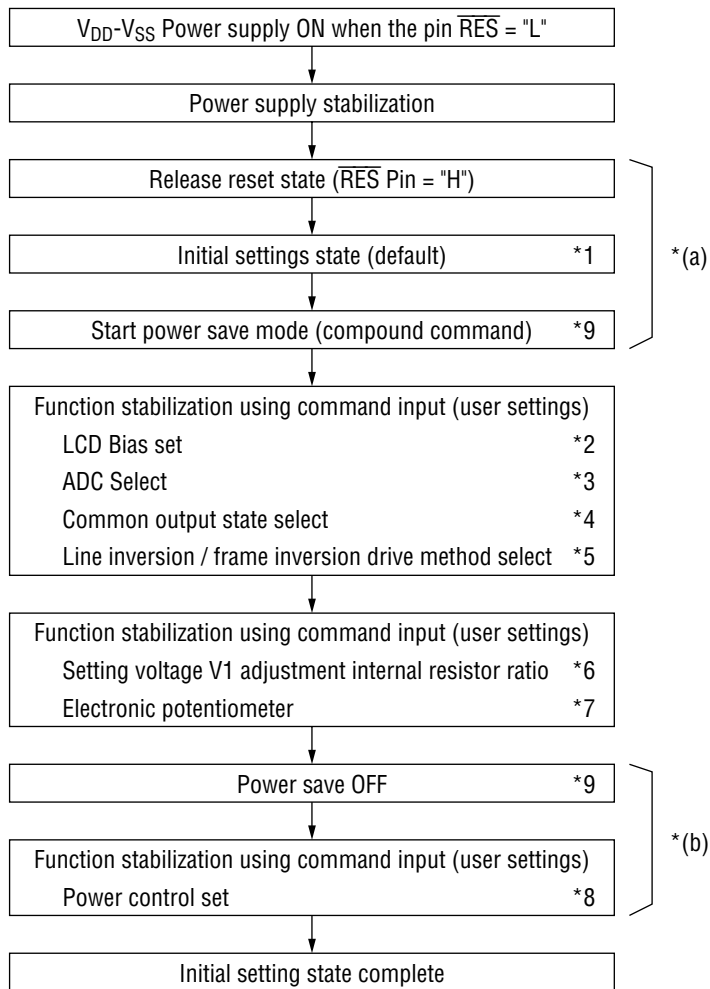 VDD-VSS Power supply ON when the pin R̅E̅S̅ = "L"
Power supply stabilization
Release reset state (R̅E̅S̅ Pin = "H")
Initial settings state (default) *1
*(a)
Start power save mode (compound command) *9
Function stabilization using command input (user settings)
LCD Bias set *2
ADC Select *3
Common output state select *4
Line inversion / frame inversion drive method select *5
Function stabilization using command input (user settings)
Setting voltage V1 adjustment internal resistor ratio *6
Electronic potentiometer *7
Power save OFF *9
*(b)
Function stabilization using command input (user settings)
Power control set *8
Initial setting state complete